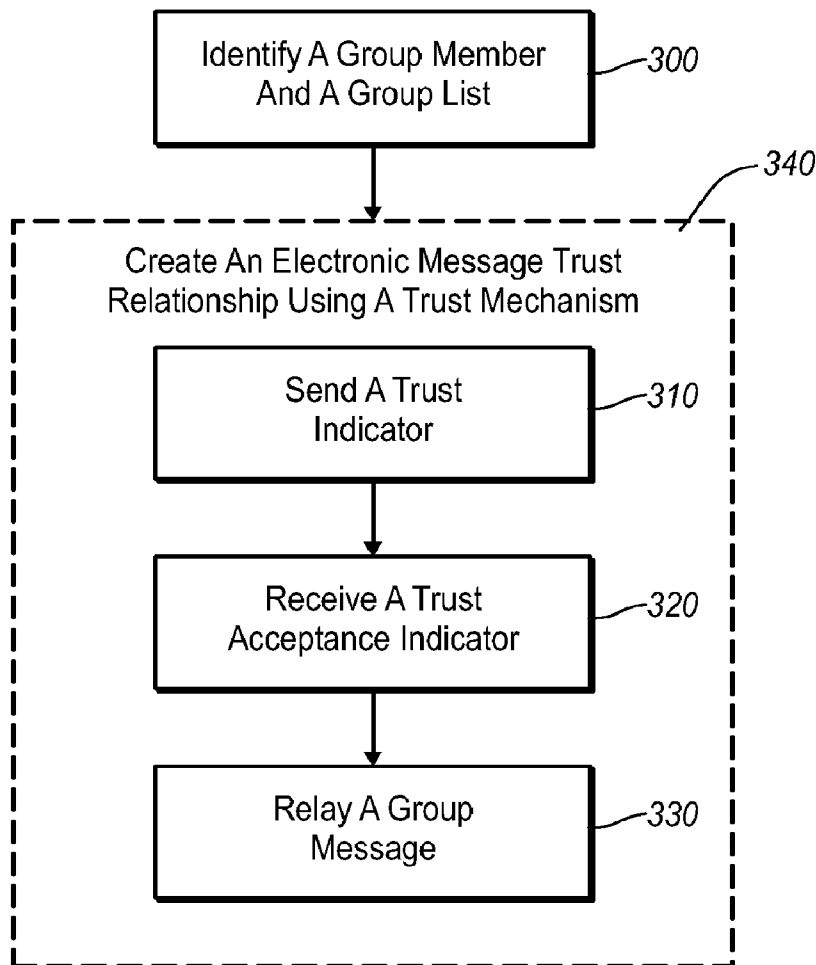 Identify A Group Member
And A Group List
300
340
Create An Electronic Message Trust
Relationship Using A Trust Mechanism
Send A Trust
Indicator
310
Receive A Trust
Acceptance Indicator
320
Relay A Group
Message
330